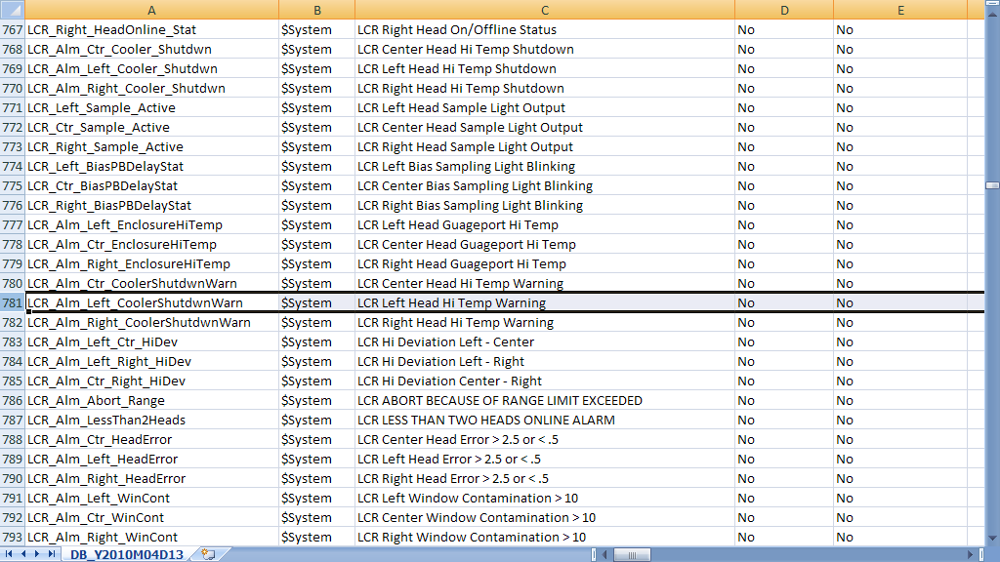 A B C D E
767 LCR_Right_HeadOnline_Stat $System LCR Right Head On/Offline Status No No
768 LCR_Alm_Ctr_Cooler_Shutdwn $System LCR Center Head Hi Temp Shutdown No No
769 LCR_Alm_Left_Cooler_Shutdwn $System LCR Left Head Hi Temp Shutdown No No
770 LCR_Alm_Right_Cooler_Shutdwn $System LCR Right Head Hi Temp Shutdown No No
771 LCR_Left_Sample_Active $System LCR Left Head Sample Light Output No No
772 LCR_Ctr_Sample_Active $System LCR Center Head Sample Light Output No No
773 LCR_Right_Sample_Active $System LCR Right Head Sample Light Output No No
774 LCR_Left_BiasPBDelayStat $System LCR Left Bias Sampling Light Blinking No No
775 LCR_Ctr_BiasPBDelayStat $System LCR Center Bias Sampling Light Blinking No No
776 LCR_Right_BiasPBDelayStat $System LCR Right Bias Sampling Light Blinking No No
777 LCR_Alm_Left_EnclosureHiTemp $System LCR Left Head Guageport Hi Temp No No
778 LCR_Alm_Ctr_EnclosureHiTemp $System LCR Center Head Guageport Hi Temp No No
779 LCR_Alm_Right_EnclosureHiTemp $System LCR Right Head Guageport Hi Temp No No
780 LCR_Alm_Ctr_CoolerShutdwnWarn $System LCR Center Head Hi Temp Warning No No
781 LCR_Alm_Left_CoolerShutdwnWarn $System LCR Left Head Hi Temp Warning No No
782 LCR_Alm_Right_CoolerShutdwnWarn $System LCR Right Head Hi Temp Warning No No
783 LCR_Alm_Left_Ctr_HiDev $System LCR Hi Deviation Left - Center No No
784 LCR_Alm_Left_Right_HiDev $System LCR Hi Deviation Left - Right No No
785 LCR_Alm_Ctr_Right_HiDev $System LCR Hi Deviation Center - Right No No
786 LCR_Alm_Abort_Range $System LCR ABORT BECAUSE OF RANGE LIMIT EXCEEDED No No
787 LCR_Alm_LessThan2Heads $System LCR LESS THAN TWO HEADS ONLINE ALARM No No
788 LCR_Alm_Ctr_HeadError $System LCR Center Head Error > 2.5 or < .5 No No
789 LCR_Alm_Left_HeadError $System LCR Left Head Error > 2.5 or < .5 No No
790 LCR_Alm_Right_HeadError $System LCR Right Head Error > 2.5 or < .5 No No
791 LCR_Alm_Left_WinCont $System LCR Left Window Contamination > 10 No No
792 LCR_Alm_Ctr_WinCont $System LCR Center Window Contamination > 10 No No
793 LCR_Alm_Right_WinCont $System LCR Right Window Contamination > 10 No No
DB_Y2010M04D13